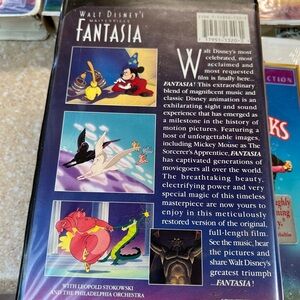 WALT DISNEY'S
MASTERPIECE
FANTASIA
Walt Disney's most
celebrated, most
acclaimed and
most requested
film is finally here...
FANTASIA! This extraordinary
blend of magnificent music and
classic Disney animation is an
exhilarating sight and sound
experience that has emerged as
a milestone in the history of
motion pictures. Featuring a
host of unforgettable images,
including Mickey Mouse as The
Sorcerer's Apprentice, FANTASIA
has captivated generations of
moviegoers all over the world.
The breathtaking beauty,
electrifying power and very
special magic of this timeless
masterpiece are now yours to
enjoy in this meticulously
restored version of the original,
full-length film.
See the music, hear
the pictures and
share Walt Disney's
greatest triumph
...FANTASIA!
WITH LEOPOLD STOKOWSKI
AND THE PHILADELPHIA ORCHESTRA
CTION
KS